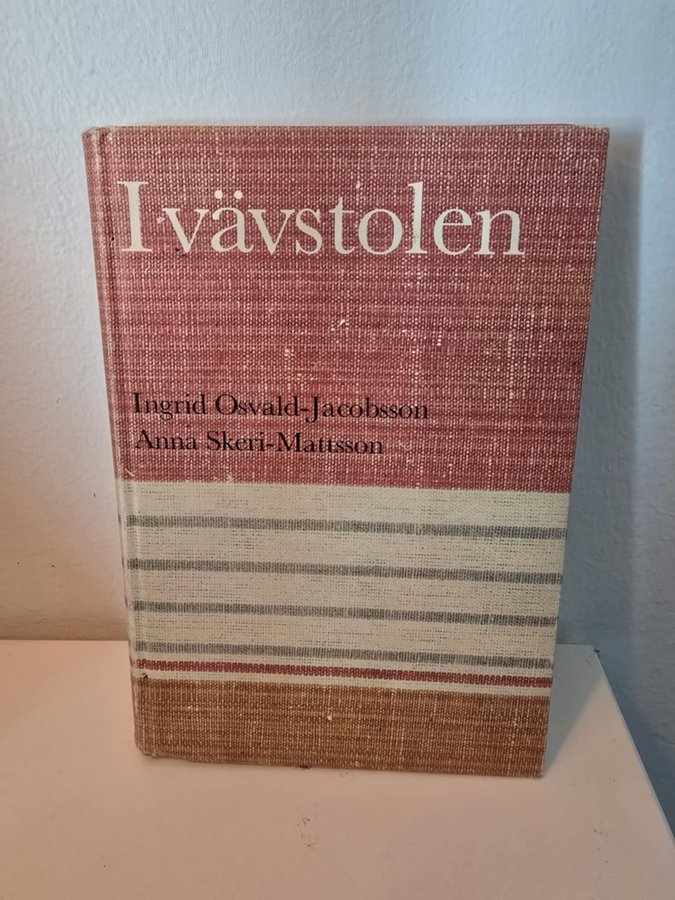 I vävstolen
Ingrid Osvald-Jacobsson
Anna Skeri-Mattsson